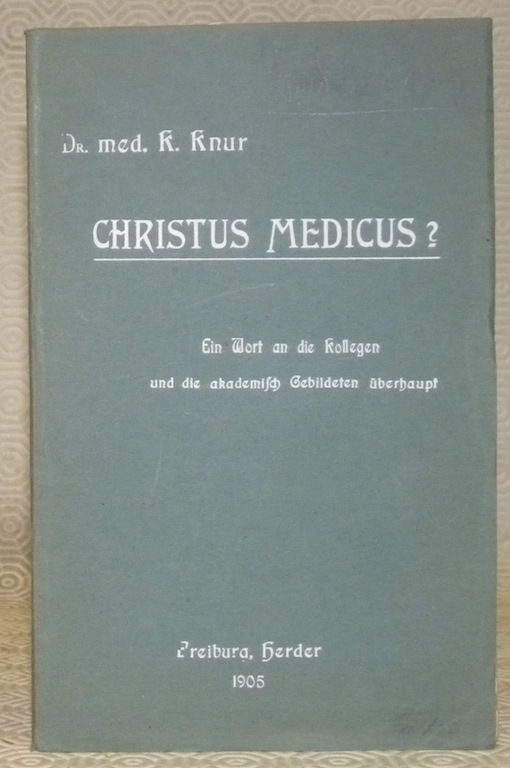 Dr. med. K. Knur
CHRISTUS MEDICUS?
Ein Wort an die Kollegen
und die akademisch Gebildeten überhaupt
Freiburg, Herder
1905